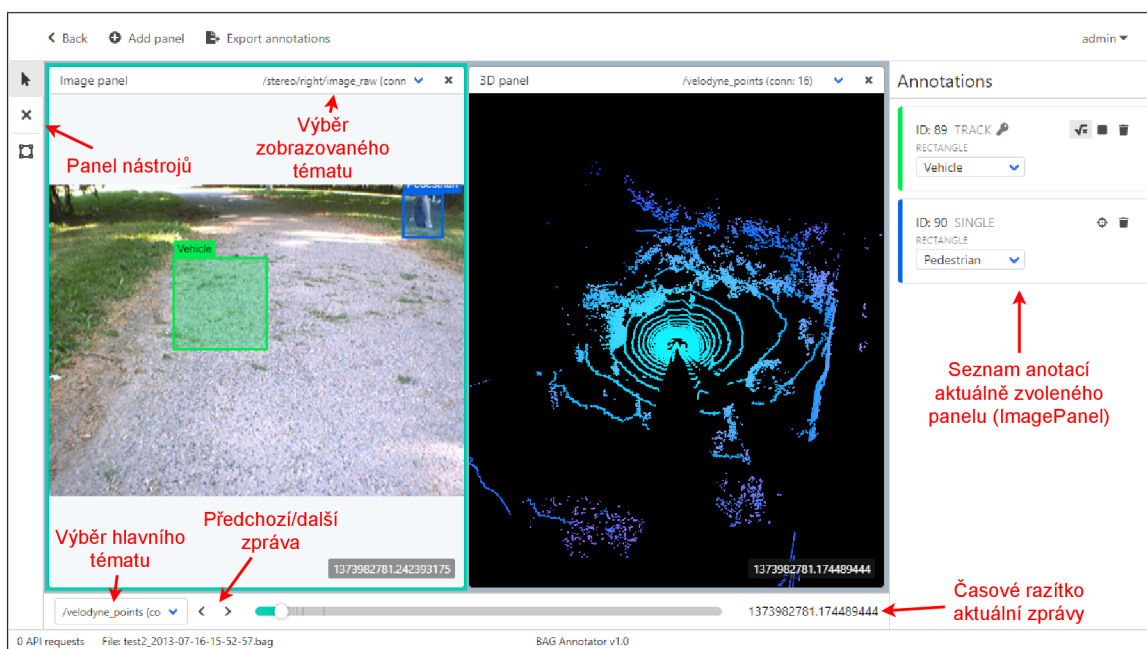 Back
Add panel
Export annotations
admin
Image panel
/stereo/right/image_raw (conn
3D panel
/velodyne_points (conn: 16)
Annotations
Výběr
zobrazovaného
tématu
Panel nástrojů
ID: 89 TRACK
RECTANGLE
Vehicle
Pedestrian
Vehicle
ID: 90 SINGLE
RECTANGLE
Pedestrian
Seznam anotací
aktuálně zvoleného
panelu (ImagePanel)
Předchozí/další
zpráva
Výběr hlavního
tématu
1373982781.242393175
1373982781.174489444
Časové razítko
aktuální zprávy
/velodyne_points (co
1373982781.174489444
0 API requests
File: test2_2013-07-16-15-52-57.bag
BAG Annotator v1.0